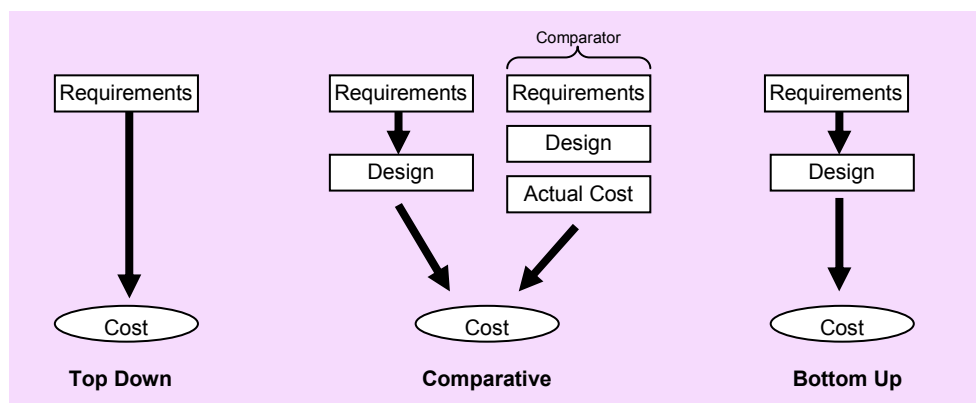 Comparator
Requirements
Requirements
Requirements
Requirements
Design
Design
Design
Actual Cost
Cost
Cost
Cost
Top Down
Comparative
Bottom Up